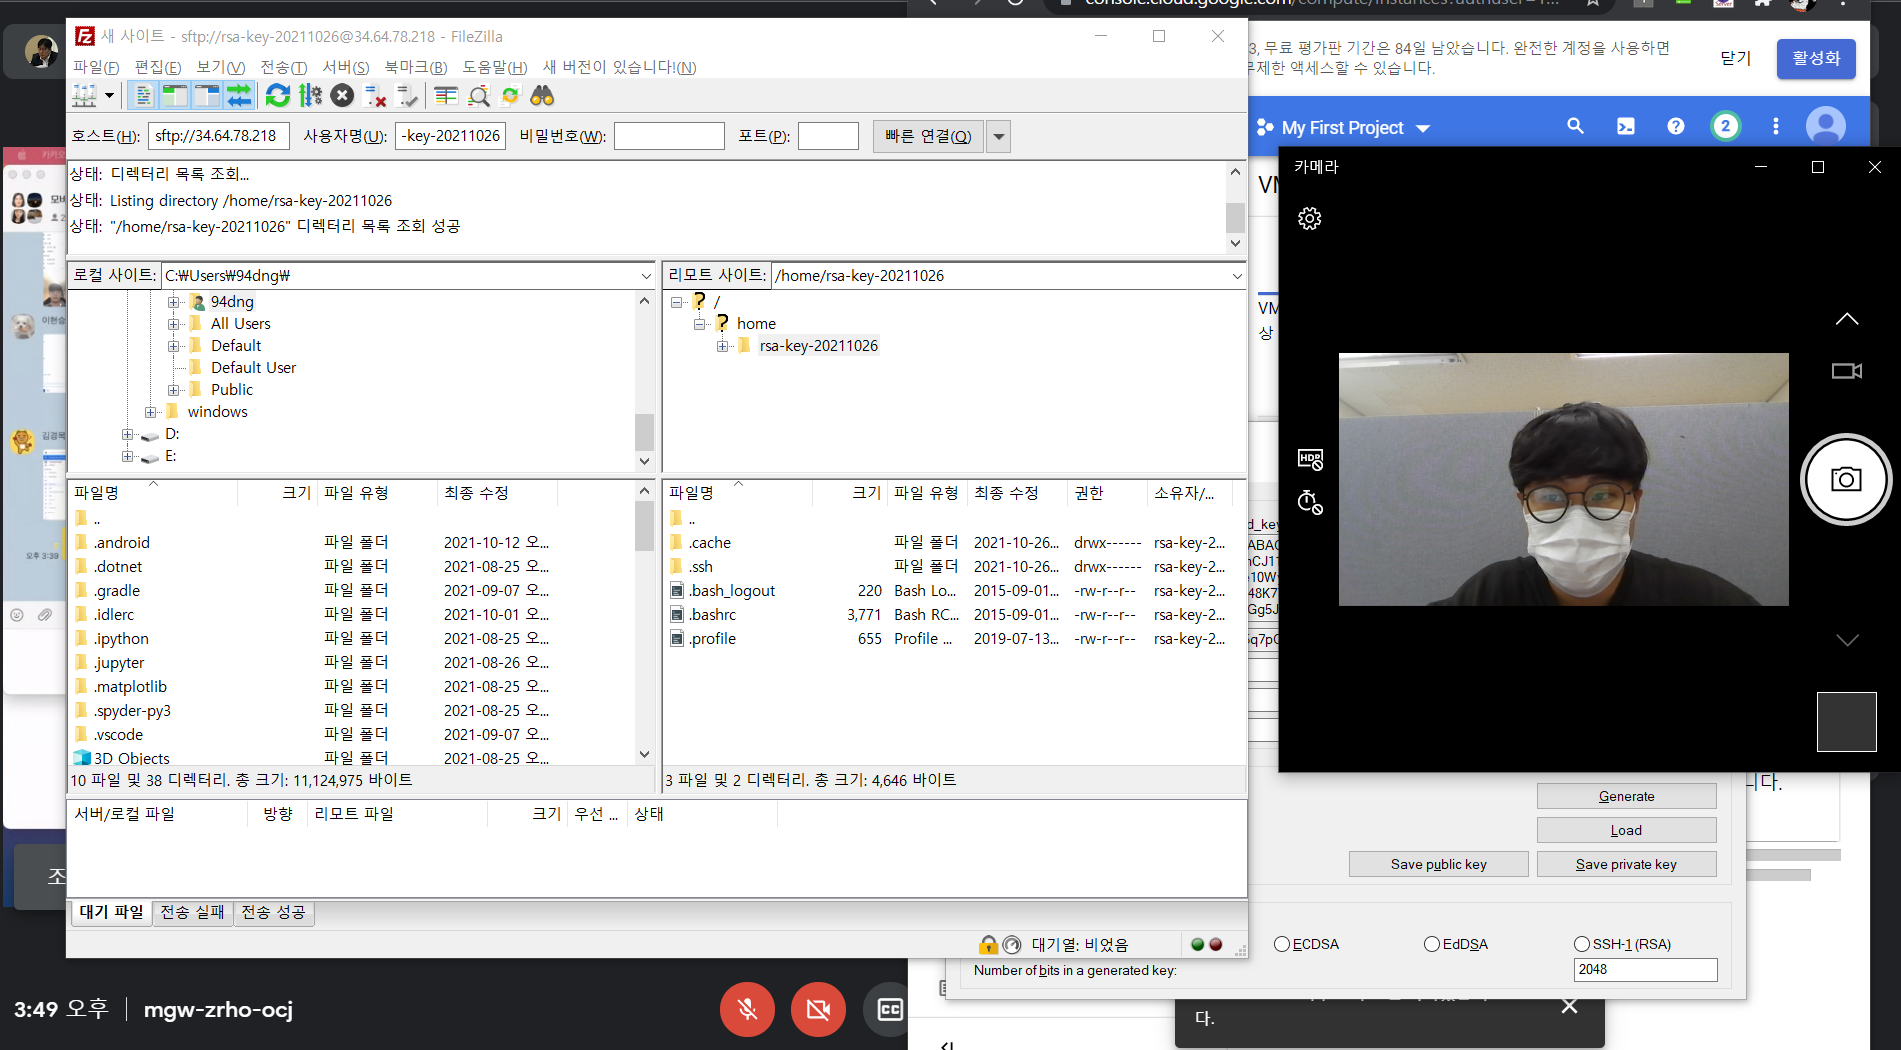 새 사이트 - sftp://rsa-key-20211026@34.64.78.218 - FileZilla
파일(F) 편집(E) 보기(V) 전송(T) 서버(S) 북마크(B) 도움말(H) 새 버전이 있습니다!(N)
호스트(H): sftp://34.64.78.218 사용자명(U): -key-20211026 비밀번호(W): 포트(P): 빠른 연결(Q)
상태: 디렉터리 목록 조회...
상태: Listing directory /home/rsa-key-20211026
상태: "/home/rsa-key-20211026" 디렉터리 목록 조회 성공
로컬 사이트: C:₩Users₩94dng₩
94dng
All Users
Default
Default User
Public
windows
D:
E:
리모트 사이트: /home/rsa-key-20211026
/
home
rsa-key-20211026
파일명 크기 파일 유형 최종 수정
..
.android 파일 폴더 2021-10-12 오...
.dotnet 파일 폴더 2021-08-25 오...
.gradle 파일 폴더 2021-09-07 오...
.idlerc 파일 폴더 2021-10-01 오...
.ipython 파일 폴더 2021-08-25 오...
.jupyter 파일 폴더 2021-08-26 오...
.matplotlib 파일 폴더 2021-08-25 오...
.spyder-py3 파일 폴더 2021-08-25 오...
.vscode 파일 폴더 2021-09-07 오...
3D Objects 파일 폴더 2021-08-25 오...
10 파일 및 38 디렉터리. 총 크기: 11,124,975 바이트
파일명 크기 파일 유형 최종 수정 권한 소유자/...
..
.cache 파일 폴더 2021-10-26... drwx------ rsa-key-2...
.ssh 파일 폴더 2021-10-26... drwx------ rsa-key-2...
.bash_logout 220 Bash Lo... 2015-09-01... -rw-r--r-- rsa-key-2...
.bashrc 3,771 Bash RC... 2015-09-01... -rw-r--r-- rsa-key-2...
.profile 655 Profile ... 2019-07-13... -rw-r--r-- rsa-key-2...
3 파일 및 2 디렉터리. 총 크기: 4,646 바이트
서버/로컬 파일 방향 리모트 파일 크기 우선 ... 상태
대기 파일 전송 실패 전송 성공
대기열: 비었음
3, 무료 평가판 기간은 84일 남았습니다. 완전한 계정을 사용하면
무제한 액세스할 수 있습니다.
닫기 활성화
My First Project
2
VM
VM
상
카메라
HDR
d_key
Generate
Load
Save public key Save private key
ECDSA EdDSA SSH-1 (RSA)
Number of bits in a generated key: 2048
니다.
다.
이현승
김경목
오후 3:39
조
3:49 오후 mgw-zrho-ocj
CC